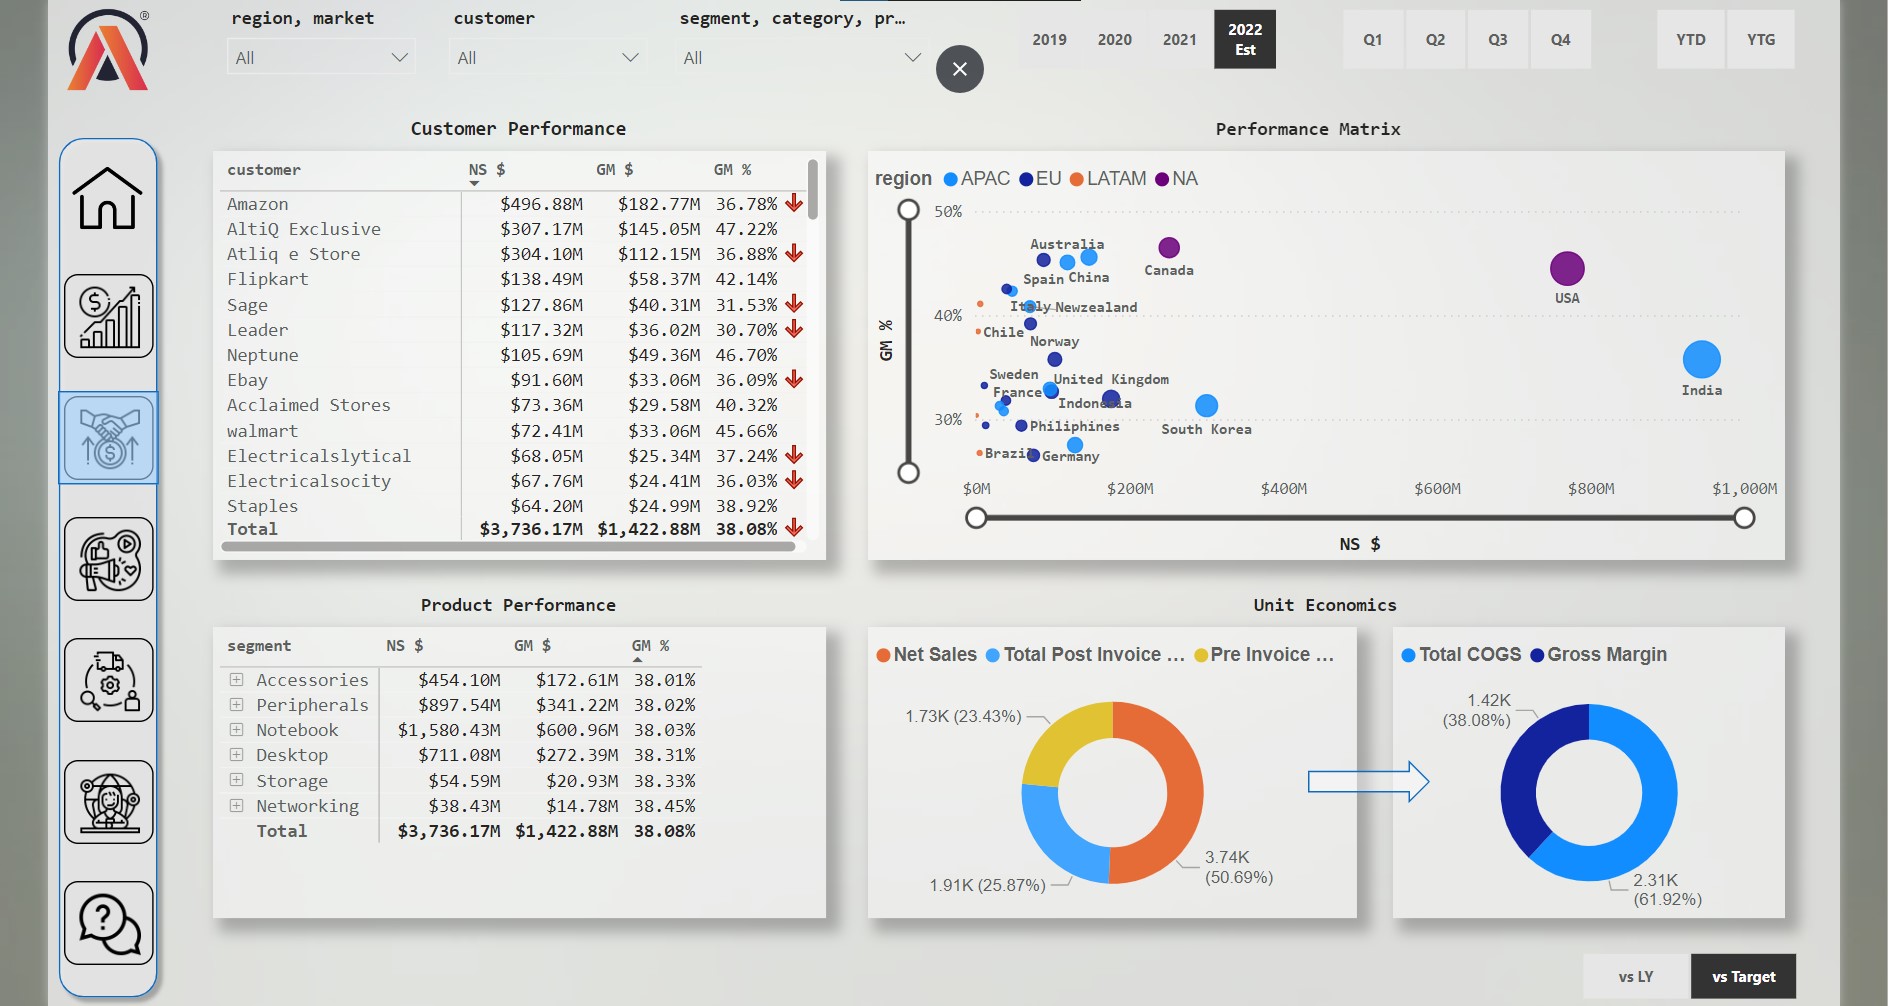 ®
region, market
customer
segment, category, pr…
All
All
All
2019
2020
2021
2022
Est
Q1
Q2
Q3
Q4
YTD
YTG
Customer Performance
customer NS $ GM $ GM %
Amazon $496.88M $182.77M 36.78%
AltiQ Exclusive $307.17M $145.05M 47.22%
Atliq e Store $304.10M $112.15M 36.88%
Flipkart $138.49M $58.37M 42.14%
Sage $127.86M $40.31M 31.53%
Leader $117.32M $36.02M 30.70%
Neptune $105.69M $49.36M 46.70%
Ebay $91.60M $33.06M 36.09%
Acclaimed Stores $73.36M $29.58M 40.32%
walmart $72.41M $33.06M 45.66%
Electricalslytical $68.05M $25.34M 37.24%
Electricalsocity $67.76M $24.41M 36.03%
Staples $64.20M $24.99M 38.92%
Total $3,736.17M $1,422.88M 38.08%
Performance Matrix
region APAC EU LATAM NA
GM %
50%
40%
30%
Australia
Spain
China
Canada
USA
Italy
Newzealand
Chile
Norway
Sweden
United Kingdom
France
Indonesia
India
Philiphines
South Korea
Brazil
Germany
$0M
$200M
$400M
$600M
$800M
$1,000M
NS $
Product Performance
segment NS $ GM $ GM %
Accessories $454.10M $172.61M 38.01%
Peripherals $897.54M $341.22M 38.02%
Notebook $1,580.43M $600.96M 38.03%
Desktop $711.08M $272.39M 38.31%
Storage $54.59M $20.93M 38.33%
Networking $38.43M $14.78M 38.45%
Total $3,736.17M $1,422.88M 38.08%
Unit Economics
Net Sales Total Post Invoice … Pre Invoice …
1.73K (23.43%)
1.91K (25.87%)
3.74K
(50.69%)
Total COGS Gross Margin
1.42K
(38.08%)
2.31K
(61.92%)
$
$
?
vs LY
vs Target